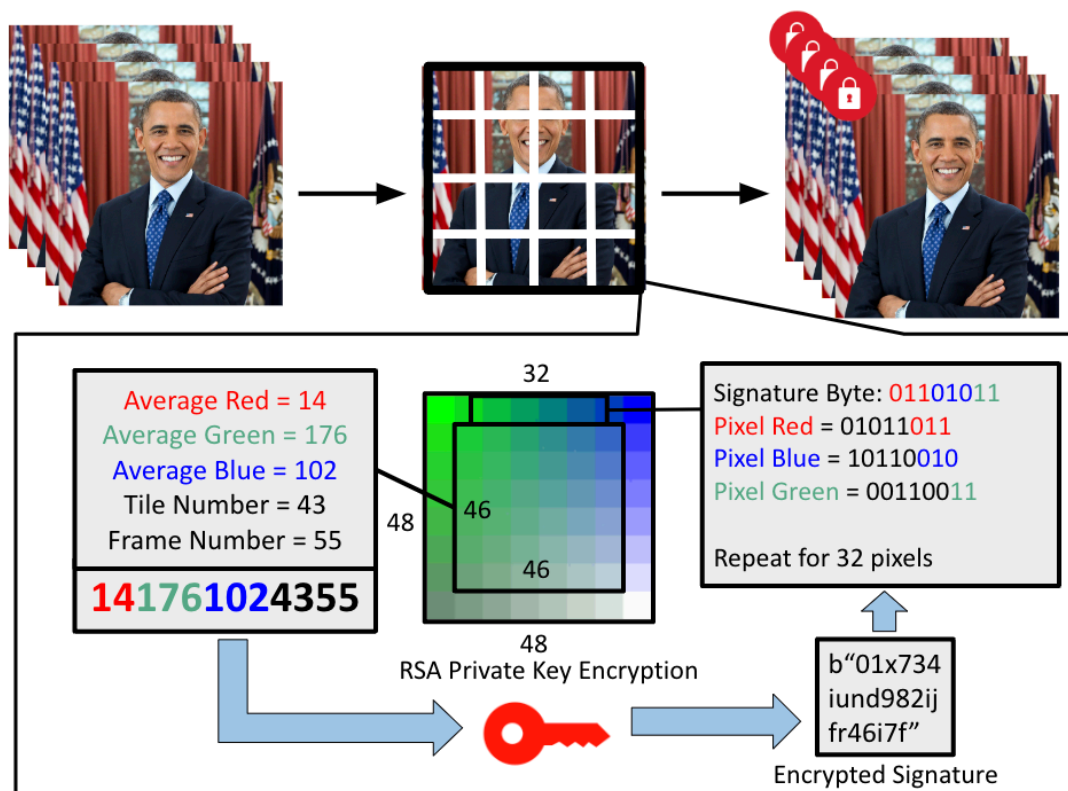 32
Average Red = 14
Average Green = 176
Average Blue = 102
Tile Number = 43
Frame Number = 55
141761024355
48
46
46
48
Signature Byte: 01101011
Pixel Red = 01011011
Pixel Blue = 10110010
Pixel Green = 00110011
Repeat for 32 pixels
RSA Private Key Encryption
b“01x734
iund982ij
fr46i7f”
Encrypted Signature